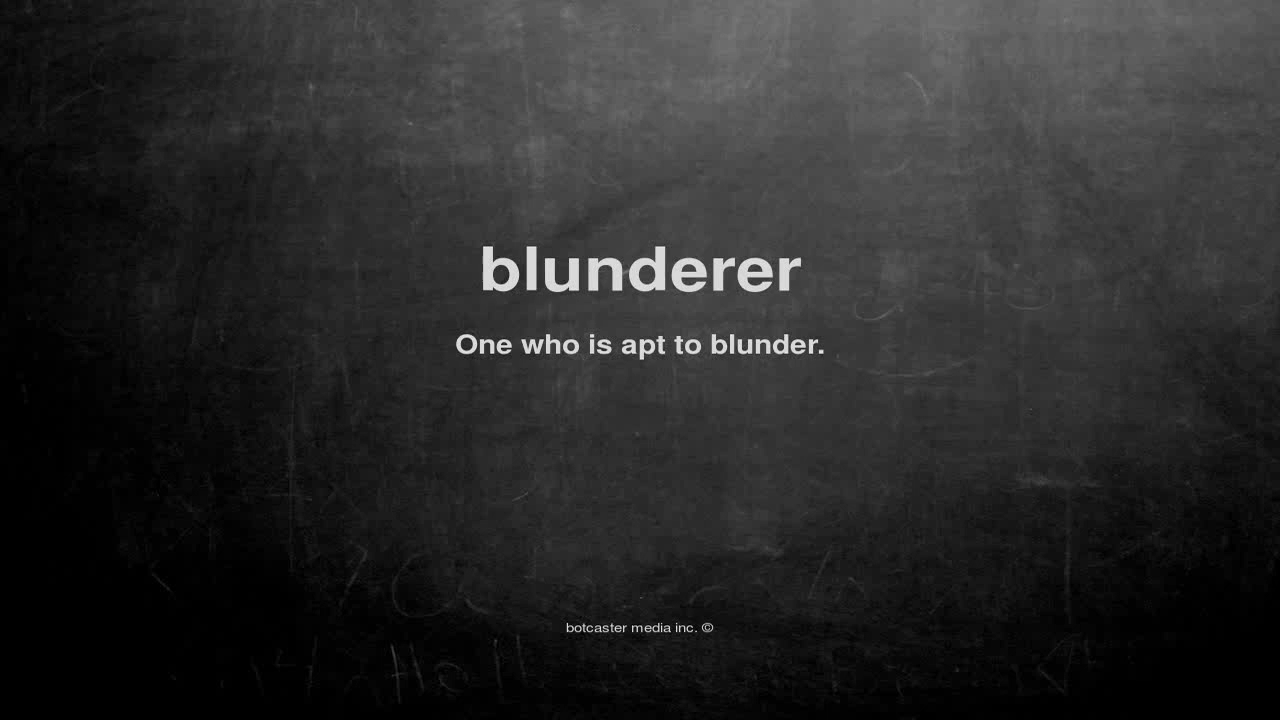 blunderer
One who is apt to blunder.
botcaster media inc. ©